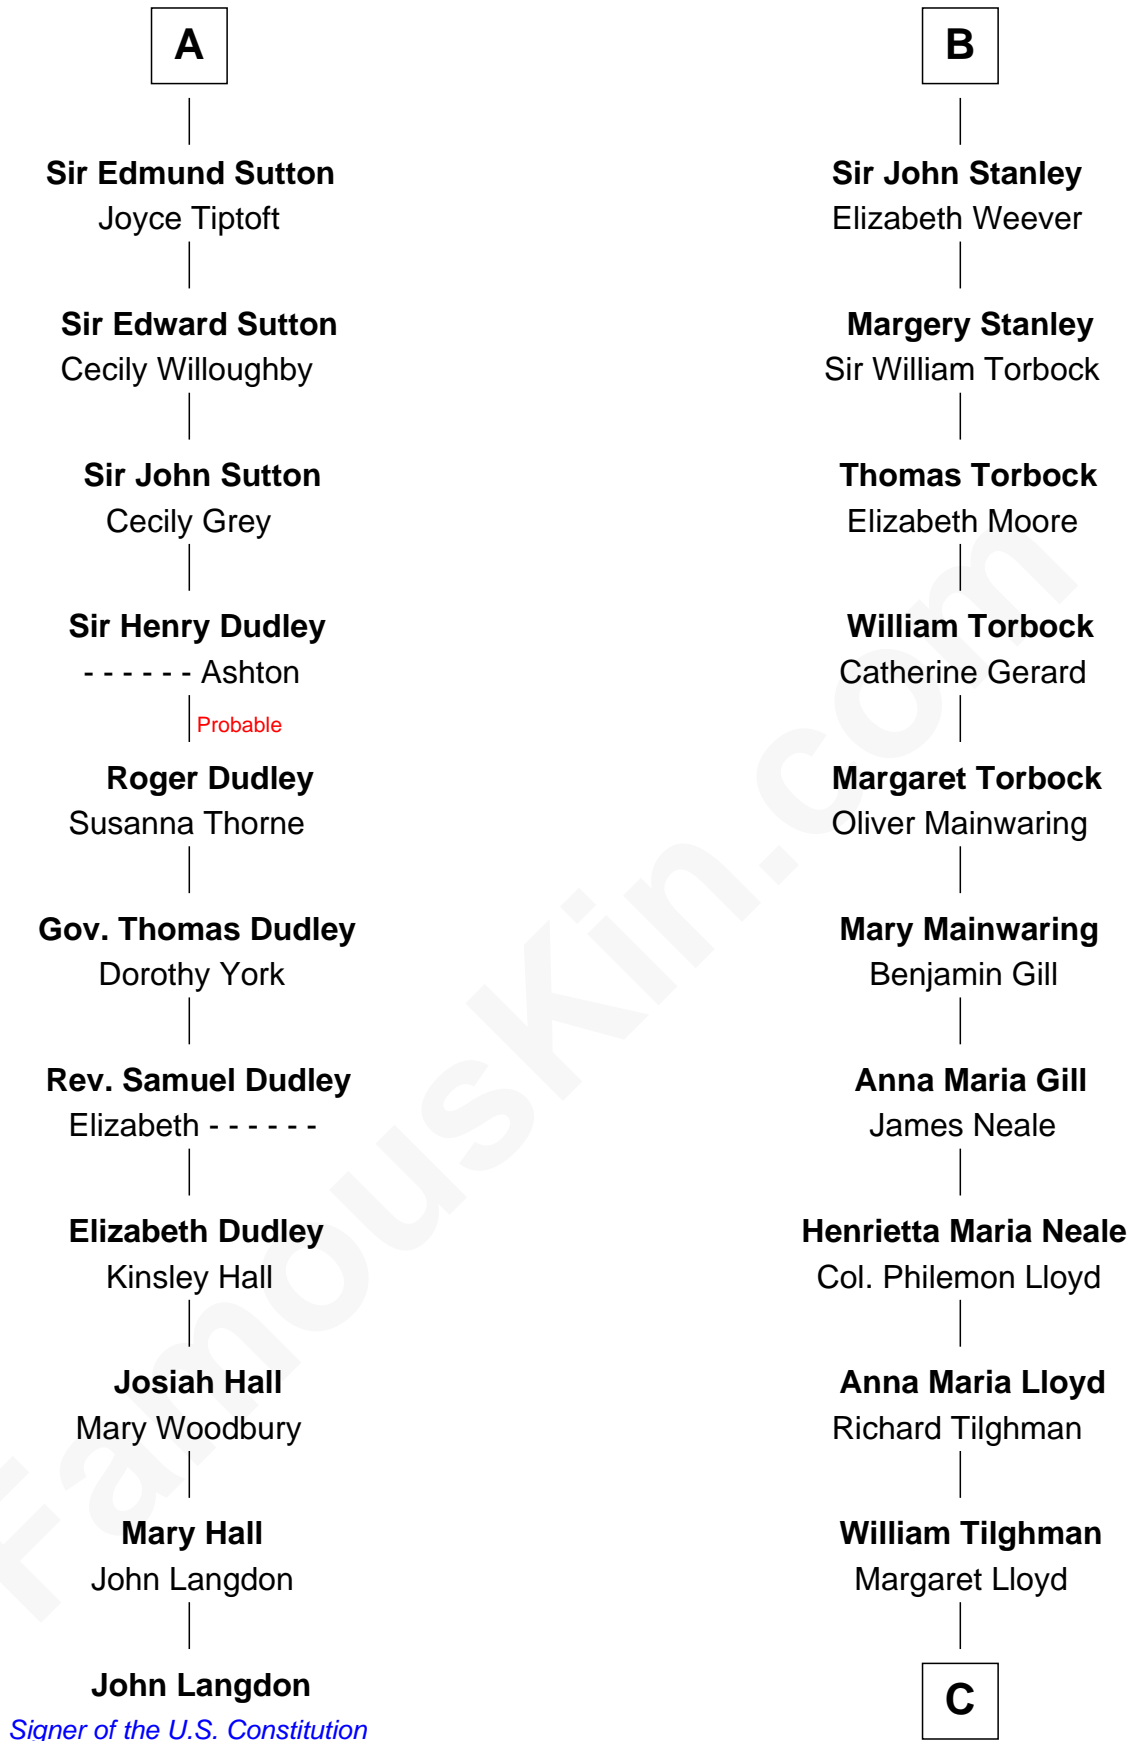 A
Sir Edmund Sutton
Joyce Tiptoft
Sir Edward Sutton
Cecily Willoughby
Sir John Sutton
Cecily Grey
Sir Henry Dudley
- - - - - - Ashton
Probable
Roger Dudley
Susanna Thorne
Gov. Thomas Dudley
Dorothy York
Rev. Samuel Dudley
Elizabeth - - - - - -
Elizabeth Dudley
Kinsley Hall
Josiah Hall
Mary Woodbury
Mary Hall
John Langdon
John Langdon
Signer of the U.S. Constitution
B
Sir John Stanley
Elizabeth Weever
Margery Stanley
Sir William Torbock
Thomas Torbock
Elizabeth Moore
William Torbock
Catherine Gerard
Margaret Torbock
Oliver Mainwaring
Mary Mainwaring
Benjamin Gill
Anna Maria Gill
James Neale
Henrietta Maria Neale
Col. Philemon Lloyd
Anna Maria Lloyd
Richard Tilghman
William Tilghman
Margaret Lloyd
C
FamousKin.com